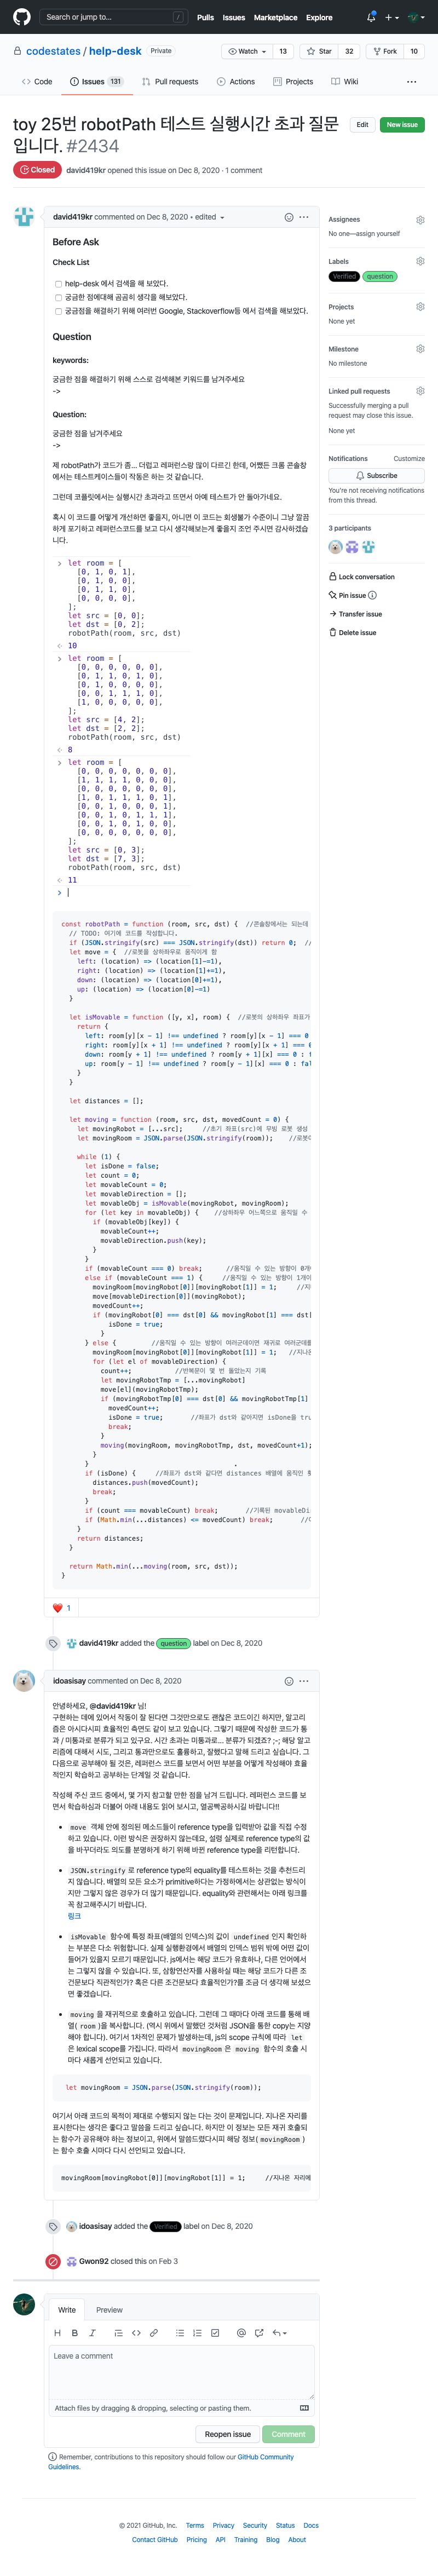 Search or jump to...
/
Pulls Issues Marketplace Explore
codestates / help-desk Private
Watch 13 Star 32 Fork 10
Code Issues 131 Pull requests Actions Projects Wiki
toy 25번 robotPath 테스트 실행시간 초과 질문
입니다. #2434
Edit New issue
Closed david419kr opened this issue on Dec 8, 2020 · 1 comment
david419kr commented on Dec 8, 2020 • edited
Before Ask
Check List
help-desk 에서 검색을 해 보았다.
궁금한 점에대해 곰곰히 생각을 해보았다.
궁금점을 해결하기 위해 여러번 Google, Stackoverflow등 에서 검색을 해보았다.
Question
keywords:
궁금한 점을 해결하기 위해 스스로 검색해본 키워드를 남겨주세요
->
Question:
궁금한 점을 남겨주세요
->
제 robotPath가 코드가 좀... 더럽고 레퍼런스랑 많이 다르긴 한데, 어쨌든 크롬 콘솔창
에서는 테스트케이스들이 작동은 하는 것 같습니다.
그런데 코플릿에서는 실행시간 초과라고 뜨면서 아예 테스트가 안 돌아가네요.
혹시 이 코드를 어떻게 개선하면 좋을지, 아니면 이 코드는 회생불가 수준이니 그냥 깔끔
하게 포기하고 레퍼런스코드를 보고 다시 생각해보는게 좋을지 조언 주시면 감사하겠습
니다.
> let room = [
[0, 1, 0, 1],
[0, 1, 0, 0],
[0, 1, 1, 0],
[0, 0, 0, 0],
];
let src = [0, 0];
let dst = [0, 2];
robotPath(room, src, dst)
10
> let room = [
[0, 0, 0, 0, 0, 0],
[0, 1, 1, 0, 1, 0],
[0, 1, 0, 0, 0, 0],
[0, 0, 1, 1, 1, 0],
[1, 0, 0, 0, 0, 0],
];
let src = [4, 2];
let dst = [2, 2];
robotPath(room, src, dst)
8
> let room = [
[0, 0, 0, 0, 0, 0, 0],
[1, 1, 1, 0, 0, 0],
[0, 0, 0, 0, 0, 0, 0],
[1, 0, 1, 1, 1, 0, 1],
[0, 0, 1, 0, 0, 0, 1],
[0, 0, 1, 0, 1, 1, 1],
[0, 0, 0, 1, 1, 0, 0],
[0, 0, 0, 0, 0, 0, 0],
];
let src = [0, 3];
let dst = [7, 3];
robotPath(room, src, dst)
11
>
const robotPath = function (room, src, dst) { //콘솔창에서는 되는데
// TODO: 여기에 코드를 작성합니다.
if (JSON.stringify(src) === JSON.stringify(dst)) return 0; //
let move = { //로봇을 상하좌우로 움직이게 함
left: (location) => (location[1]-=1),
right: (location) => (location[1]+=1),
down: (location) => (location[0]+=1),
up: (location) => (location[0]-=1)
}
let isMovable = function ([y, x], room) { //로봇의 상하좌우 좌표가
return {
left: room[y][x - 1] !== undefined ? room[y][x - 1] === 0
right: room[y][x + 1] !== undefined ? room[y][x + 1] ===
down: room[y + 1] !== undefined ? room[y + 1][x] === 0 :
up: room[y - 1] !== undefined ? room[y - 1][x] === 0 : fal
}
}
let distances = [];
let moving = function (room, src, dst, movedCount = 0) {
let movingRobot = [...src]; //초기 좌표(src)에 무빙 로봇 생성
let movingRoom = JSON.parse(JSON.stringify(room)); //로봇이
while (1) {
let isDone = false;
let count = 0;
let movableCount = 0;
let movableDirection = [];
let movableObj = isMovable(movingRobot, movingRoom);
for (let key in movableObj) { //상하좌우 어느쪽으로 움직일 수
if (movableObj[key]) {
movableCount++;
movableDirection.push(key);
}
}
if (movableCount === 0) break; //움직일 수 있는 방향이 0개
else if (movableCount === 1) { //움직일 수 있는 방향이 1개이
movingRoom[movingRobot[0]][movingRobot[1]] = 1; //지
move[movableDirection[0]](movingRobot);
movedCount++;
if (movingRobot[0] === dst[0] && movingRobot[1] === dst[
isDone = true;
}
} else { //움직일 수 있는 방향이 여러군데이면 재귀로 여러군데를
movingRoom[movingRobot[0]][movingRobot[1]] = 1; //지나온
for (let el of movableDirection) {
count++; //반복문이 몇 번 돌았는지 기록
let movingRobotTmp = [...movingRobot]
move[el](movingRobotTmp);
if (movingRobotTmp[0] === dst[0] && movingRobotTmp[1]
movedCount++;
isDone = true; //좌표가 dst와 같아지면 isDone을 tru
break;
}
moving(movingRoom, movingRobotTmp, dst, movedCount+1);
}
}
if (isDone) { //좌표가 dst와 같다면 distances 배열에 움직인 횟
distances.push(movedCount);
break;
}
if (count === movableCount) break; //기록된 movableDi
if (Math.min(...distances) <= movedCount) break;
}
return distances;
}
return Math.min(...moving(room, src, dst));
}
1
david419kr added the question label on Dec 8, 2020
idoasisay commented on Dec 8, 2020
안녕하세요, @david419kr 님!
구현하는 데에 있어서 작동이 잘 된다면 그것만으로도 괜찮은 코드이긴 하지만, 알고리
즘은 아시다시피 효율적인 측면도 같이 보고 있습니다. 그렇기 때문에 작성한 코드가 통
과 / 미통과로 분류가 되고 있구요. 시간 초과는 미통과로... 분류가 되겠죠? ;-; 해당 알고
리즘에 대해서 시도, 그리고 통과만으로도 훌륭하고, 잘했다고 말해 드리고 싶습니다. 그
다음으로 공부해야 될 것은, 레퍼런스 코드를 보면서 어떤 부분을 어떻게 작성해야 효율
적인지 학습하고 공부하는 단계일 것 같습니다.
작성해 주신 코드 중에서, 몇 가지 참고할 만한 점을 남겨 드립니다. 레퍼런스 코드를 보
면서 학습하심과 더불어 아래 내용도 읽어 보시고, 열공빡공하시길 바랍니다!!
• move 객체 안에 정의된 메소드들이 reference type을 입력받아 값을 직접 수정
하고 있습니다. 이런 방식은 권장하지 않는데요, 설령 실제로 reference type의 값
을 바꾸더라도 의도를 분명하게 하기 위해 바뀐 reference type을 리턴합니다.
• JSON.stringify 로 reference type의 equality를 테스트하는 것을 추천드리
지 않습니다. 배열의 모든 요소가 primitive하다는 가정하에서는 상관없는 방식이
지만 그렇지 않은 경우가 더 많기 때문입니다. equality와 관련해서는 아래 링크를
꼭 참고해주시기 바랍니다.
링크
• isMovable 함수에 특정 좌표(배열의 인덱스)의 값이 undefined 인지 확인하
는 부분은 다소 위험합니다. 실제 실행환경에서 배열의 인덱스 범위 밖에 어떤 값이
들어가 있을지 모르기 때문입니다. js에서는 해당 코드가 유효하나, 다른 언어에서
는 그렇지 않을 수 있습니다. 또, 삼항연산자를 사용하실 때는 해당 코드가 다른 조
건문보다 직관적인가? 혹은 다른 조건문보다 효율적인가?를 조금 더 생각해 보셨으
면 좋겠습니다.
• moving 을 재귀적으로 호출하고 있습니다. 그런데 그 때마다 아래 코드를 통해 배
열( room )을 복사합니다. (역시 위에서 말했던 것처럼 JSON을 통한 copy는 지양
해야 합니다). 여기서 1차적인 문제가 발생하는데, js의 scope 규칙에 따라 let
은 lexical scope를 가집니다. 따라서 movingRoom 은 moving 함수의 호출 시
마다 새롭게 선언되고 있습니다.
let movingRoom = JSON.parse(JSON.stringify(room));
여기서 아래 코드의 목적이 제대로 수행되지 않는 다는 것이 문제입니다. 지나온 자리를
표시한다는 생각은 좋다고 말씀을 드리고 싶습니다. 하지만 이 정보는 모든 재귀 호출되
는 함수가 공유해야 하는 정보이고, 위에서 말씀드렸다시피 해당 정보( movingRoom )
는 함수 호출 시마다 다시 선언되고 있습니다.
movingRoom[movingRobot[0]][movingRobot[1]] = 1; //지나온 자리에
idoasisay added the Verified label on Dec 8, 2020
Gwon92 closed this on Feb 3
Write Preview
Leave a comment
Attach files by dragging & dropping, selecting or pasting them.
Reopen issue Comment
Remember, contributions to this repository should follow our GitHub Community
Guidelines.
Assignees
No one—assign yourself
Labels
Verified question
Projects
None yet
Milestone
No milestone
Linked pull requests
Successfully merging a pull
request may close this issue.
None yet
Notifications Customize
Subscribe
You're not receiving notifications
from this thread.
3 participants
Lock conversation
Pin issue
Transfer issue
Delete issue
© 2021 GitHub, Inc. Terms Privacy Security Status Docs
Contact GitHub Pricing API Training Blog About